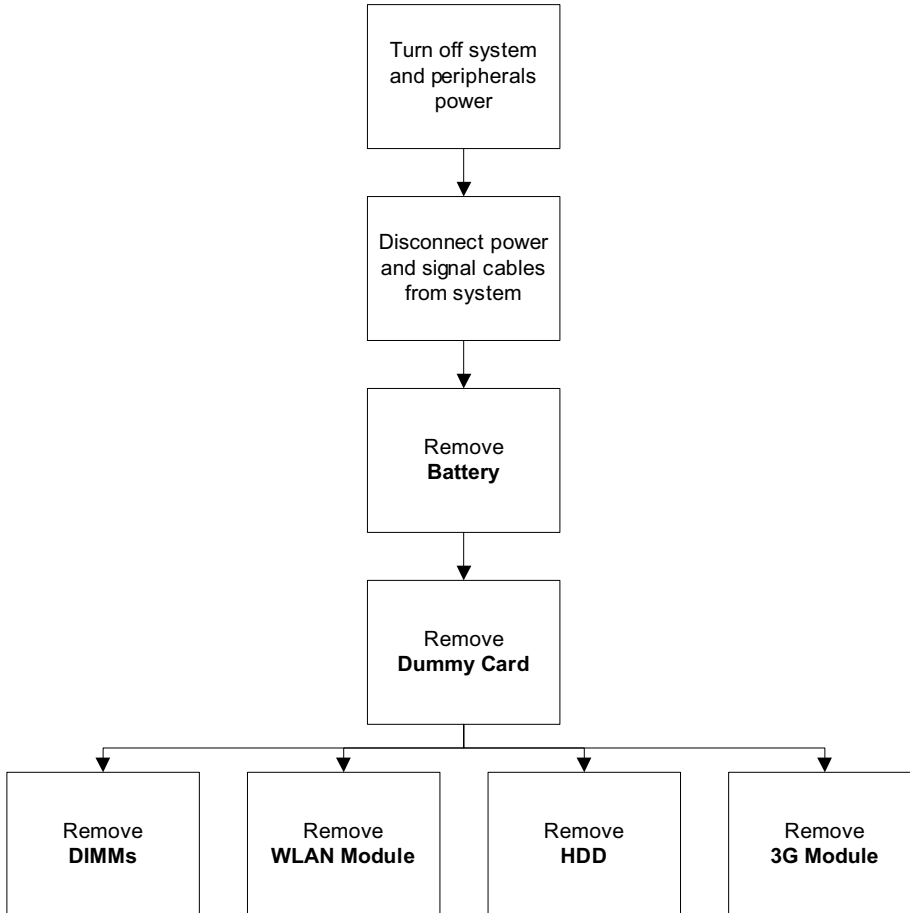 Turn off system
and peripherals
power
Disconnect power
and signal cables
from system
Remove
Battery
Remove
Dummy Card
Remove
DIMMs
Remove
WLAN Module
Remove
HDD
Remove
3G Module